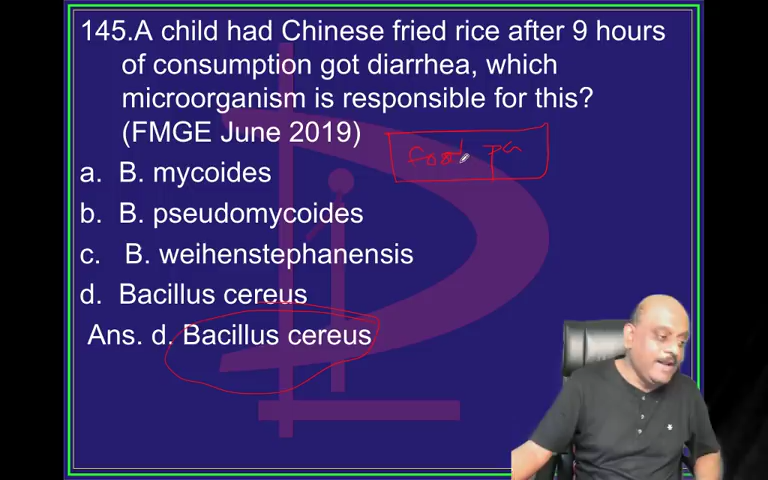 145.A child had Chinese fried rice after 9 hours
of consumption got diarrhea, which
microorganism is responsible for this?
(FMGE June 2019)
food
a. B. mycoides
b. B. pseudomycoides
c. B. weihenstephanensis
d. Bacillus cereus
Ans. d. Bacillus cereus